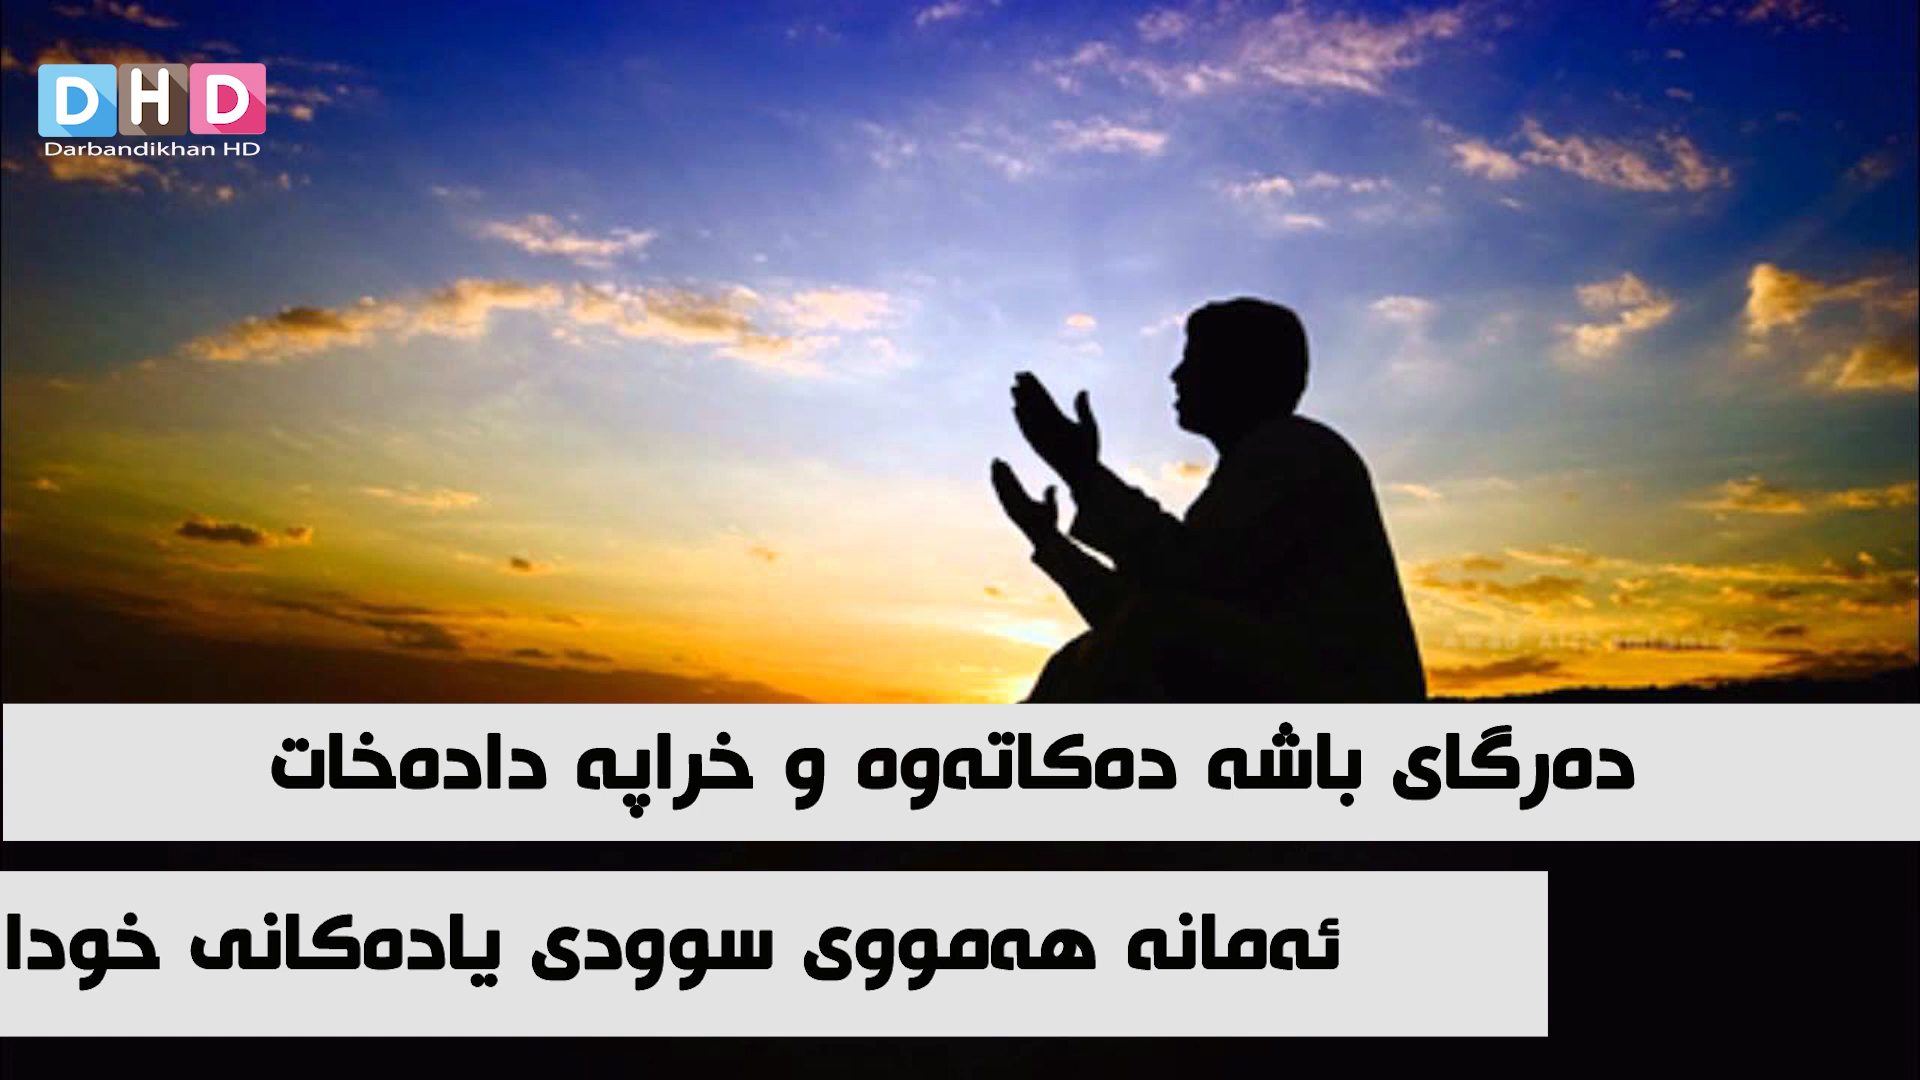 DHD
Darbandikhan HD
دەرگای باشە دەکاتەوە و خراپە دادەخات
ئەمانە هەمووی سوودی یادەکانی خودا